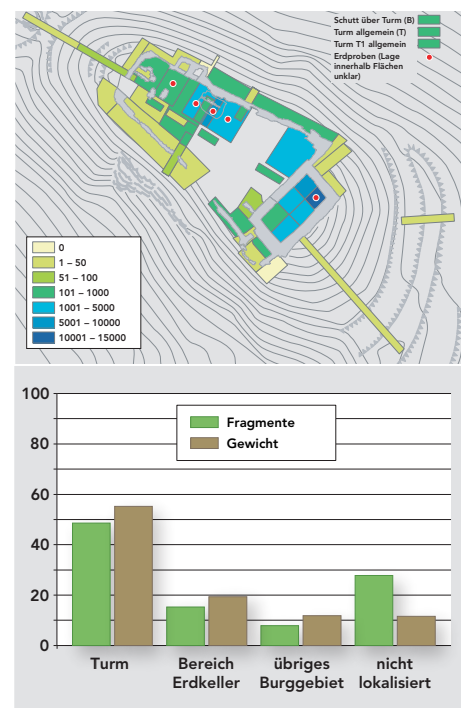 Schutt über Turm (B)
Turm allgemein (T)
Turm T1 allgemein
Erdproben (Lage
innerhalb Flächen
unklar)
0
1 – 50
51 – 100
101 – 1000
1001 – 5000
5001 – 10000
10001 – 15000
100
80
60
40
20
0
Fragmente
Gewicht
Turm
Bereich
Erdkeller
übriges
Burggebiet
nicht
lokalisiert